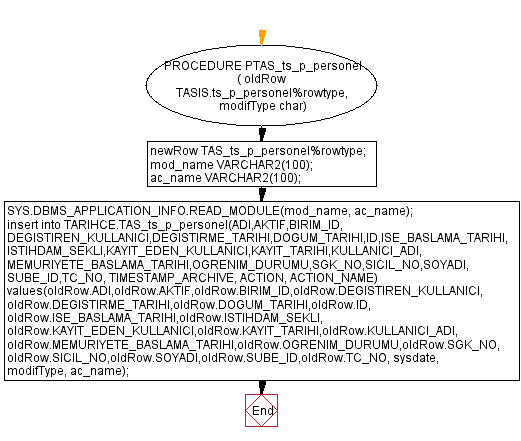 PROCEDURE PTAS_ts_p_personel
( oldRow
TASIS.ts_p_personel%rowtype,
modifType char)
newRow TAS_ts_p_personel%rowtype;
mod_name VARCHAR2(100);
ac_name VARCHAR2(100);
SYS.DBMS_APPLICATION_INFO.READ_MODULE(mod_name, ac_name);
insert into TARIHCE.TAS_ts_p_personel(ADI,AKTIF,BIRIM_ID,
DEGISTIREN_KULLANICI,DEGISTIRME_TARIHI,DOGUM_TARIHI,ID,ISE_BASLAMA_TARIHI,
ISTIHDAM_SEKLI,KAYIT_EDEN_KULLANICI,KAYIT_TARIHI,KULLANICI_ADI,
MEMURIYETE_BASLAMA_TARIHI,OGRENIM_DURUMU,SGK_NO,SICIL_NO,SOYADI,
SUBE_ID,TC_NO, TIMESTAMP_ARCHIVE, ACTION, ACTION_NAME)
values(oldRow.ADI,oldRow.AKTIF,oldRow.BIRIM_ID,oldRow.DEGISTIREN_KULLANICI,
oldRow.DEGISTIRME_TARIHI,oldRow.DOGUM_TARIHI,oldRow.ID,
oldRow.ISE_BASLAMA_TARIHI,oldRow.ISTIHDAM_SEKLI,
oldRow.KAYIT_EDEN_KULLANICI,oldRow.KAYIT_TARIHI,oldRow.KULLANICI_ADI,
oldRow.MEMURIYETE_BASLAMA_TARIHI,oldRow.OGRENIM_DURUMU,oldRow.SGK_NO,
oldRow.SICIL_NO,oldRow.SOYADI,oldRow.SUBE_ID,oldRow.TC_NO, sysdate,
modifType, ac_name);
End